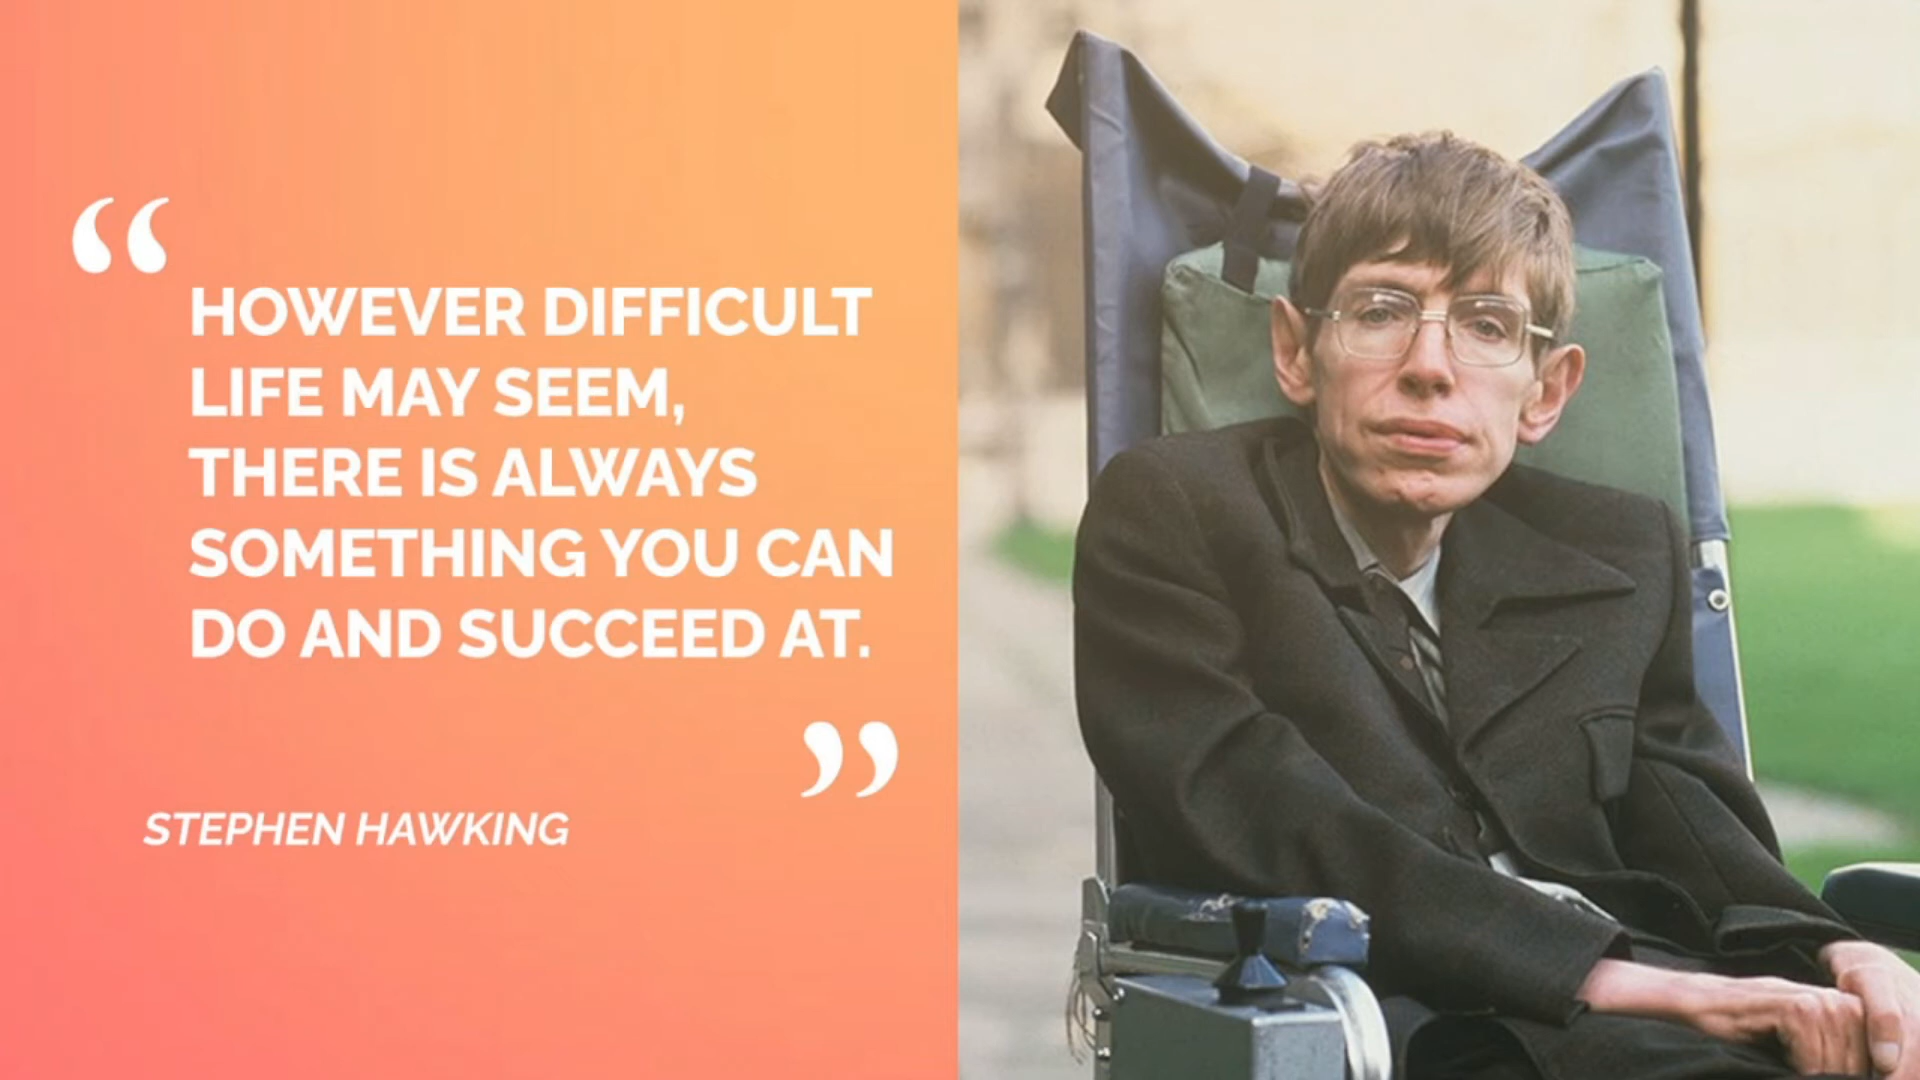 “
HOWEVER DIFFICULT
LIFE MAY SEEM,
THERE IS ALWAYS
SOMETHING YOU CAN
DO AND SUCCEED AT.
”
STEPHEN HAWKING